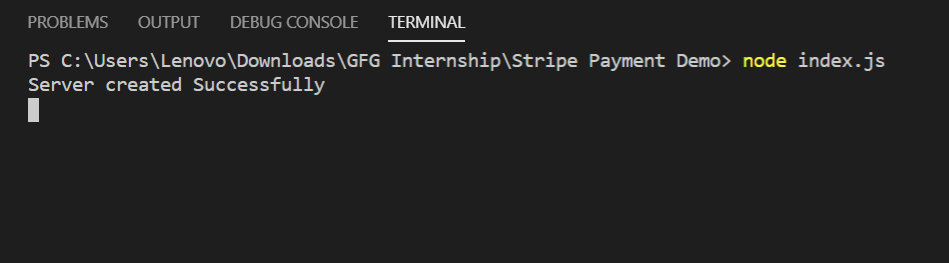 PROBLEMS OUTPUT DEBUG CONSOLE TERMINAL
PS C:\Users\Lenovo\Downloads\GFG Internship\Stripe Payment Demo> node index.js
Server created Successfully